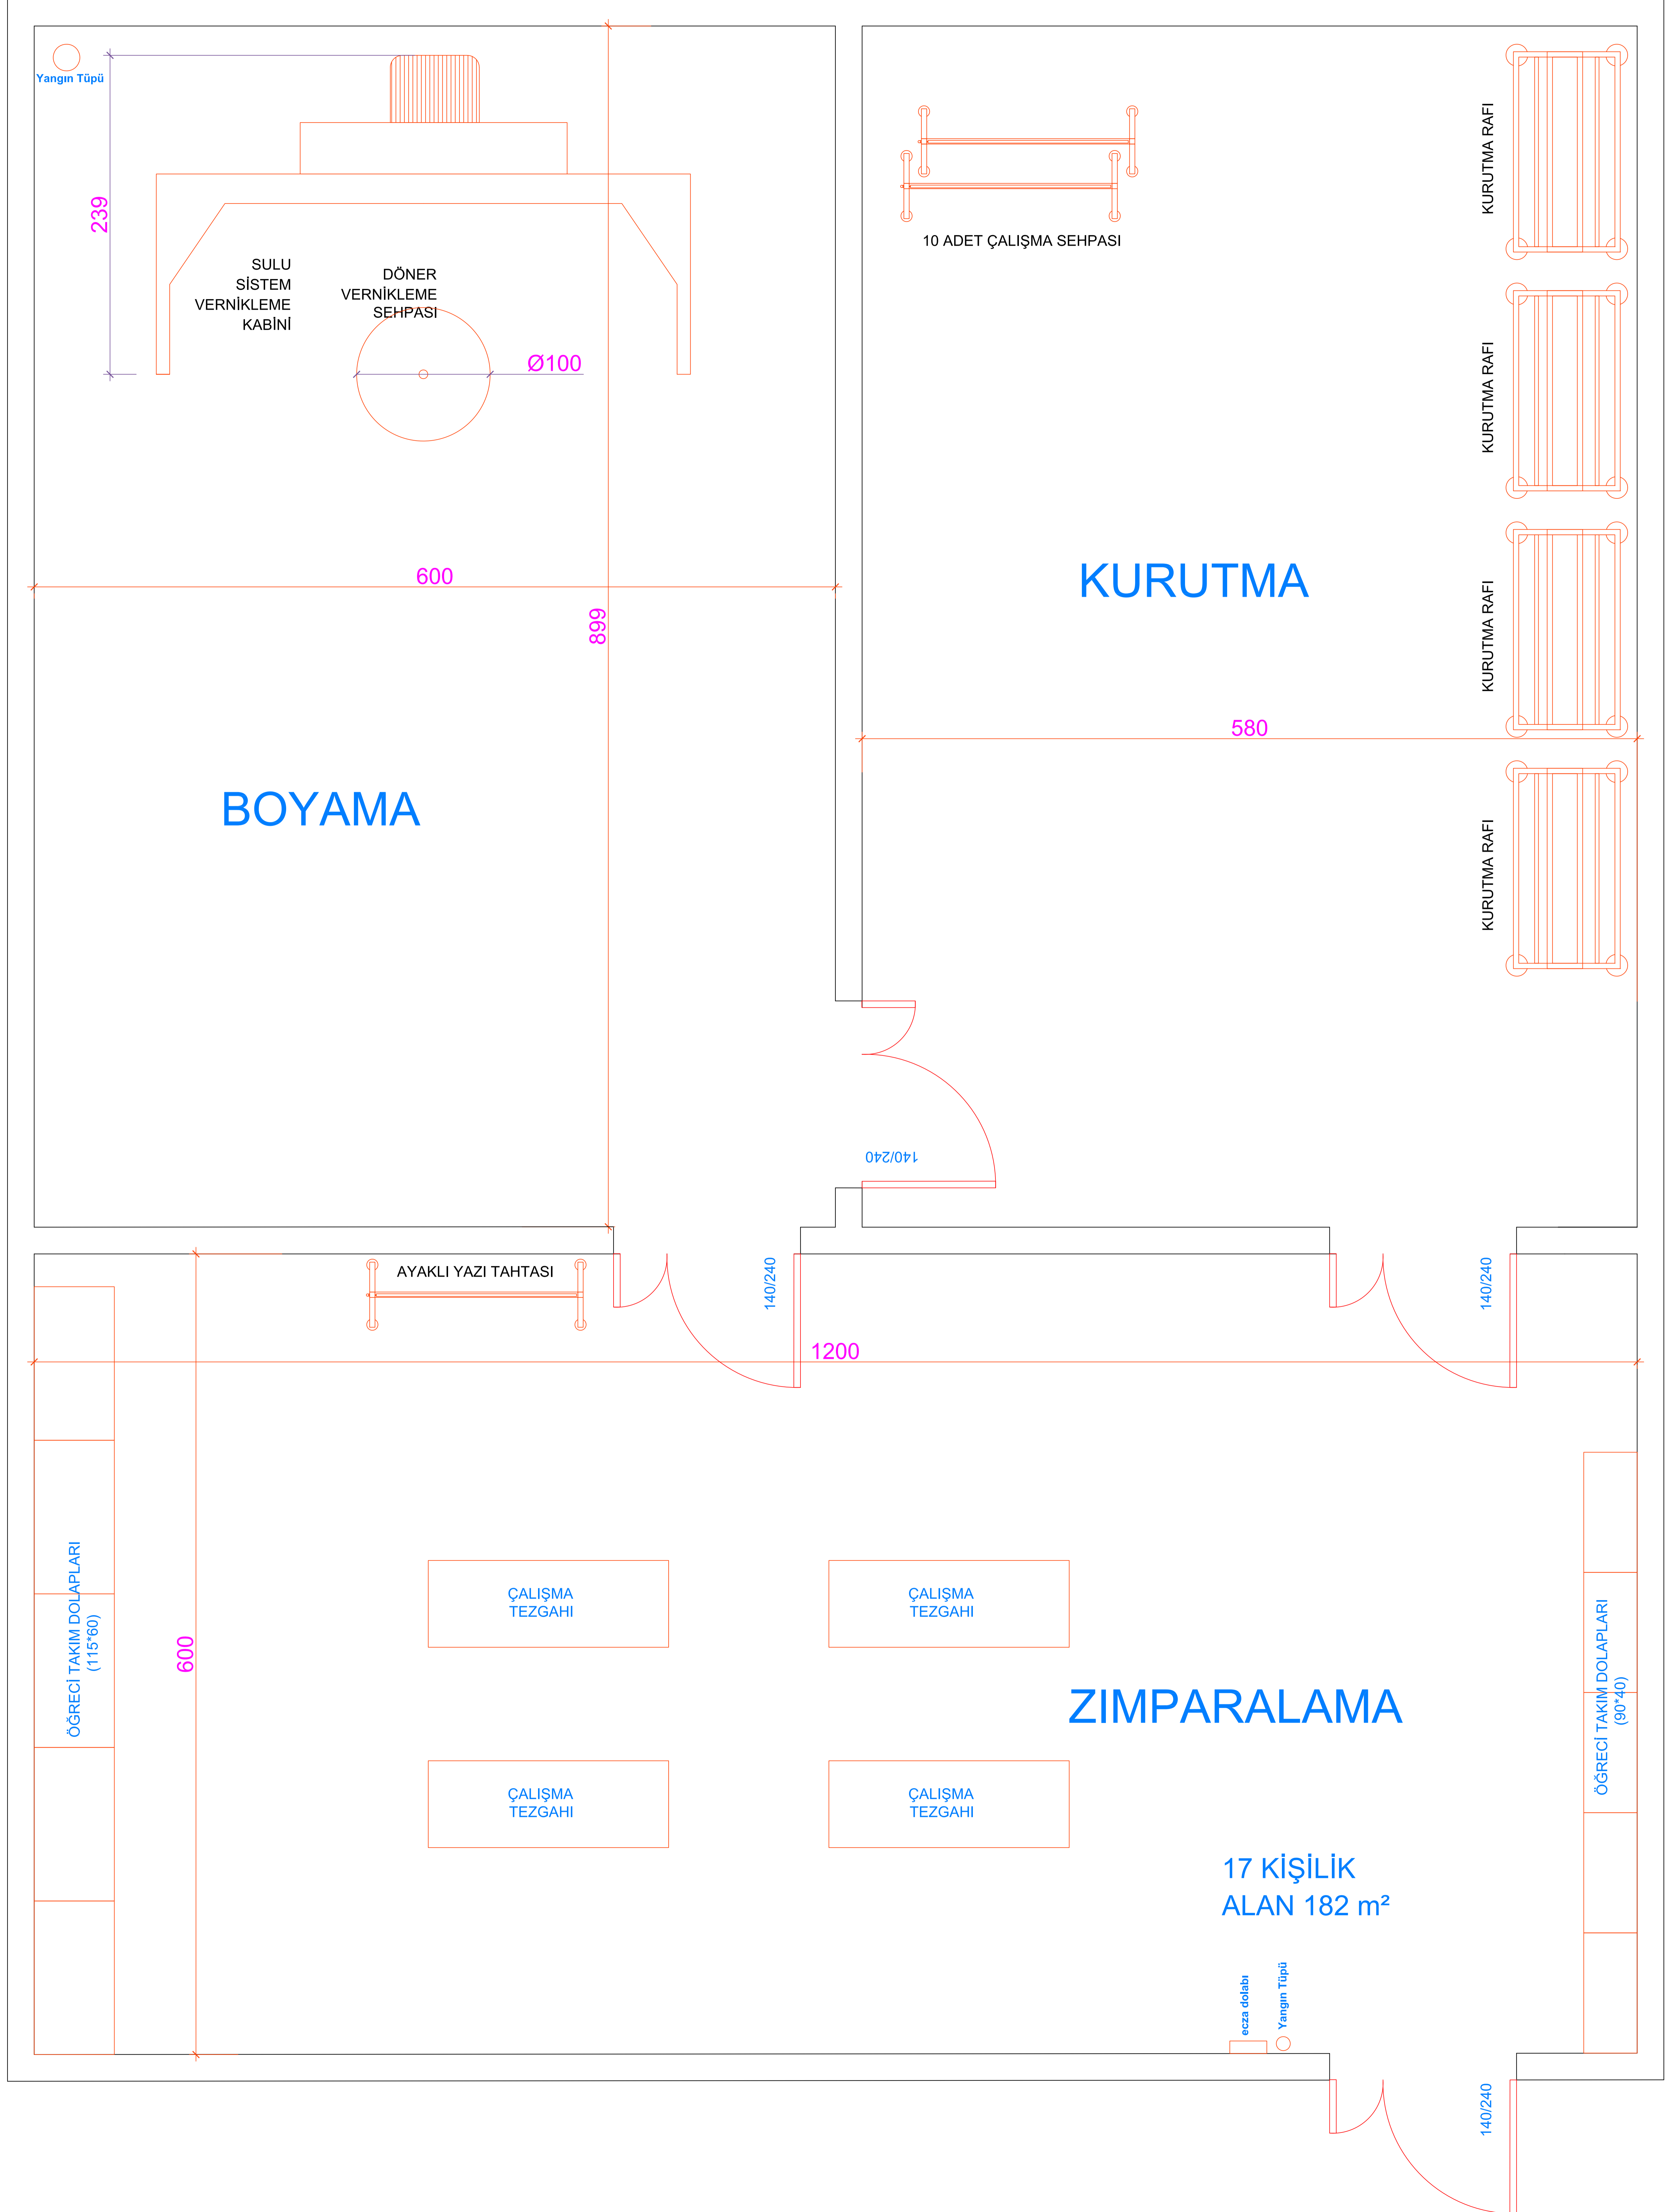 Yangın Tüpü
239
SULU
SİSTEM
VERNİKLEME
KABİNİ
DÖNER
VERNİKLEME
SEHPASI
Ø100
600
899
BOYAMA
10 ADET ÇALIŞMA SEHPASI
KURUTMA RAFI
KURUTMA RAFI
KURUTMA RAFI
KURUTMA RAFI
KURUTMA
580
140/240
AYAKLI YAZI TAHTASI
140/240
140/240
1200
ÖĞRECİ TAKIM DOLAPLARI
(115*60)
600
ÇALIŞMA
TEZGAHI
ÇALIŞMA
TEZGAHI
ZIMPARALAMA
ÇALIŞMA
TEZGAHI
ÇALIŞMA
TEZGAHI
ÖĞRECİ TAKIM DOLAPLARI
(90*40)
17 KİŞİLİK
ALAN 182 m²
ecza dolabı
Yangın Tüpü
140/240